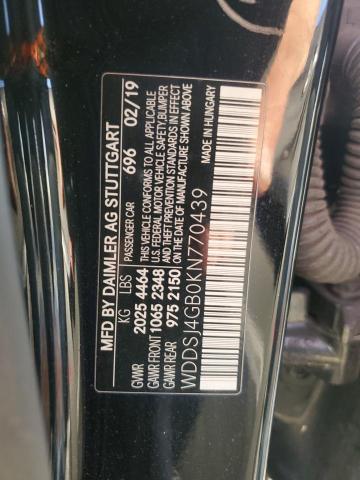 MFD BY DAIMLER AG STUTTGART
PASSENGER CAR 696 02/19
KG LBS
GVWR 2025 4464
GAWR FRONT 1065 2348
GAWR REAR 975 2150
THIS VEHICLE CONFORMS TO ALL APPLICABLE
U.S. FEDERAL MOTOR VEHICLE SAFETY, BUMPER,
AND THEFT PREVENTION STANDARDS IN EFFECT
ON THE DATE OF MANUFACTURE SHOWN ABOVE.
WDDSJ4GB0KN770439
MADE IN HUNGARY